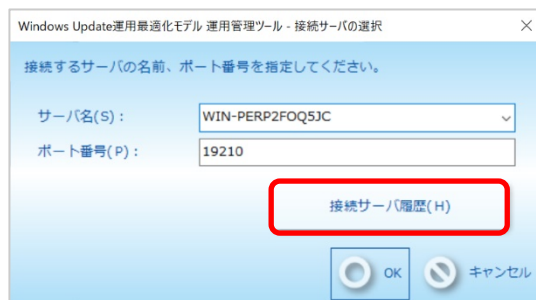 Windows Update運用最適化モデル 運用管理ツール - 接続サーバの選択
接続するサーバの名前、ポート番号を指定してください。
サーバ名(S) : WIN-PERP2FOQ5JC
ポート番号(P) : 19210
接続サーバ履歴(H)
OK キャンセル